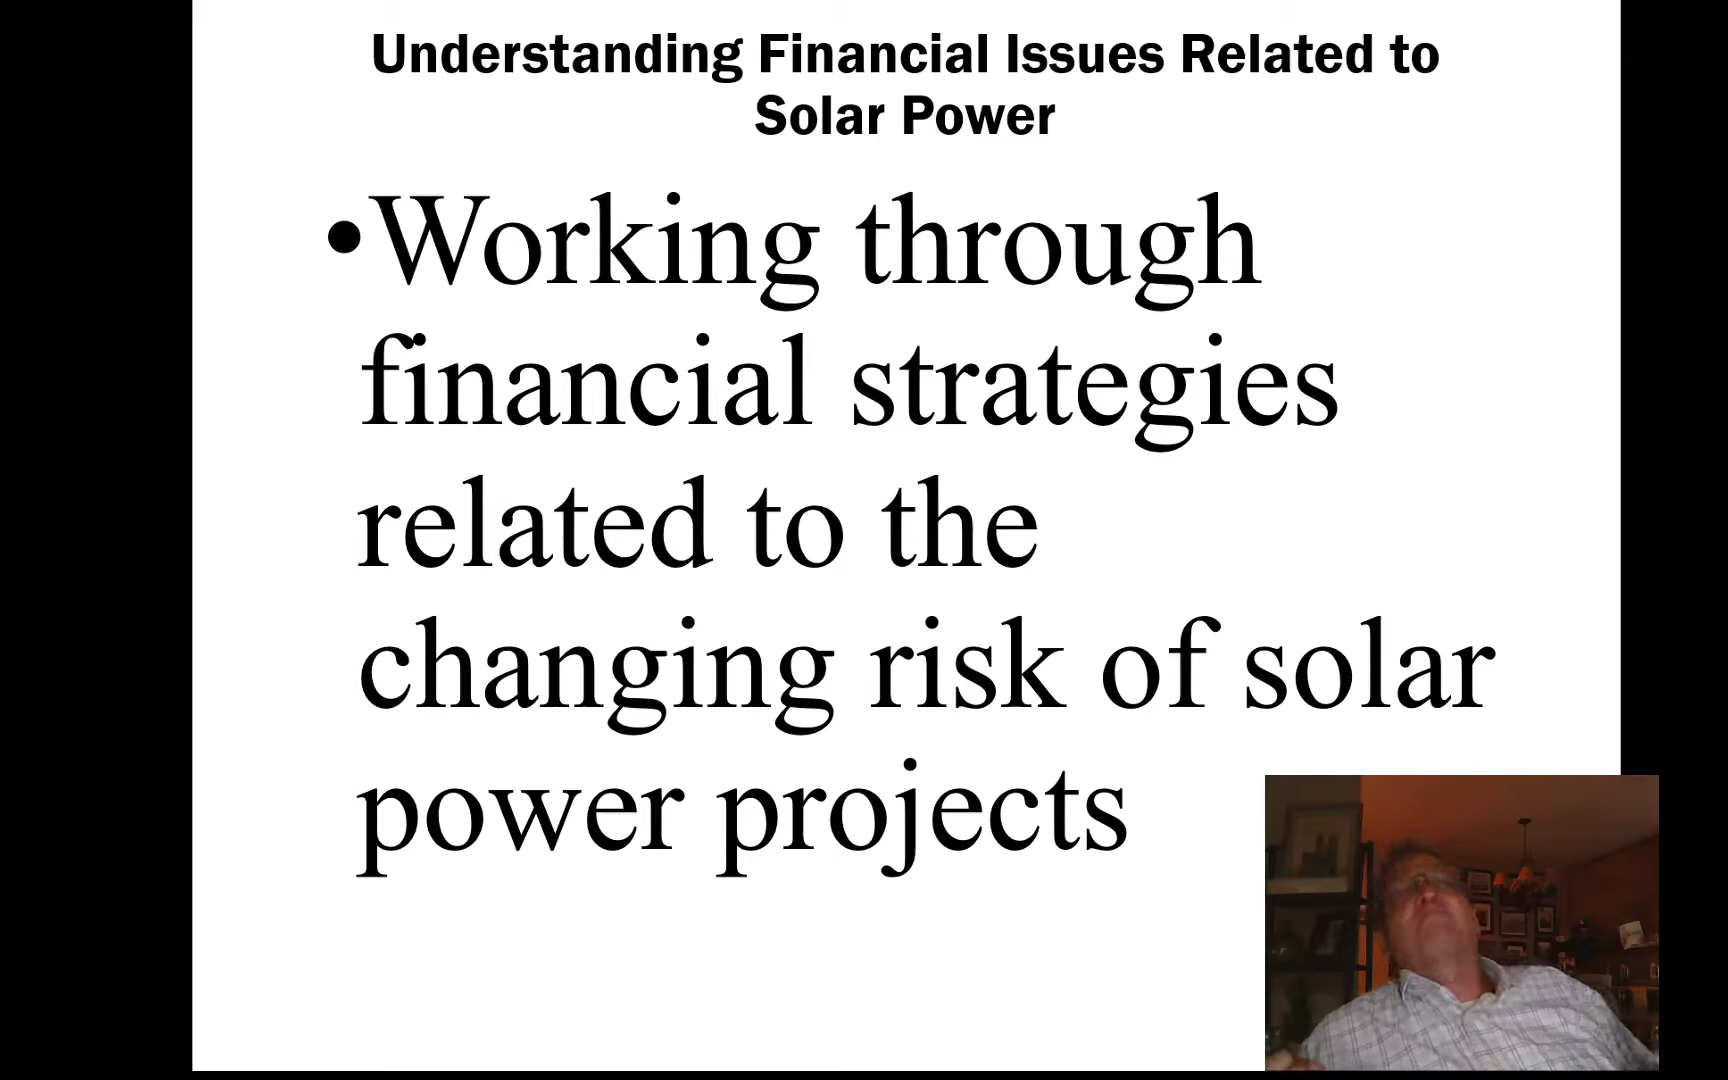 Understanding Financial Issues Related to
Solar Power
•Working through
financial strategies
related to the
changing risk of solar
power projects